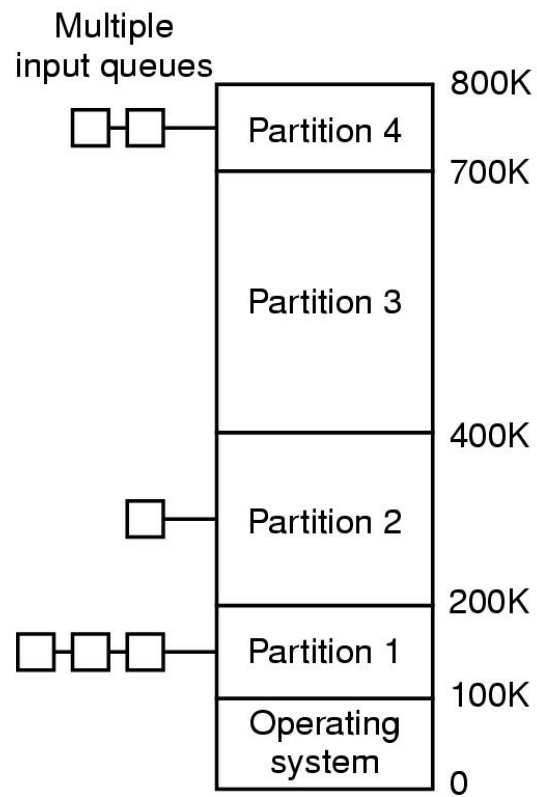 Multiple
input queues
800K
Partition 4
700K
Partition 3
400K
Partition 2
200K
Partition 1
100K
Operating
system
0